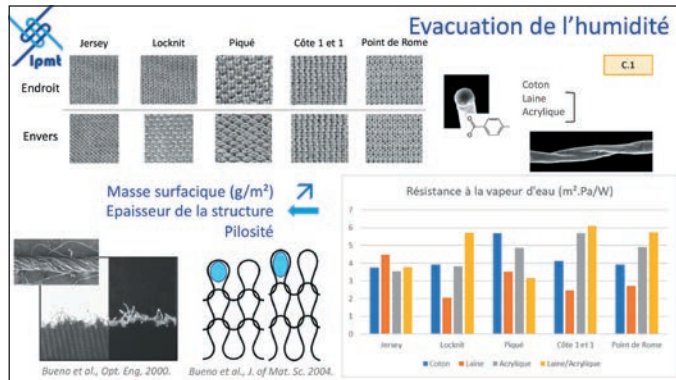 Evacuation de l'humidité
lpmt
Jersey
Locknit
Piqué
Côte 1 et 1
Point de Rome
Endroit
Envers
C.1
Coton
Laine
Acrylique
Masse surfacique (g/m²)
Epaisseur de la structure
Pilosité
Bueno et al., Opt. Eng, 2000.
Bueno et al., J. of Mat. Sc. 2004.
Résistance à la vapeur d'eau (m².Pa/W)
7
6
5
4
3
2
1
0
Jersey
Locknit
Piqué
Côte 1 et 1
Point de Rome
Coton
Laine
Acrylique
Laine/Acrylique